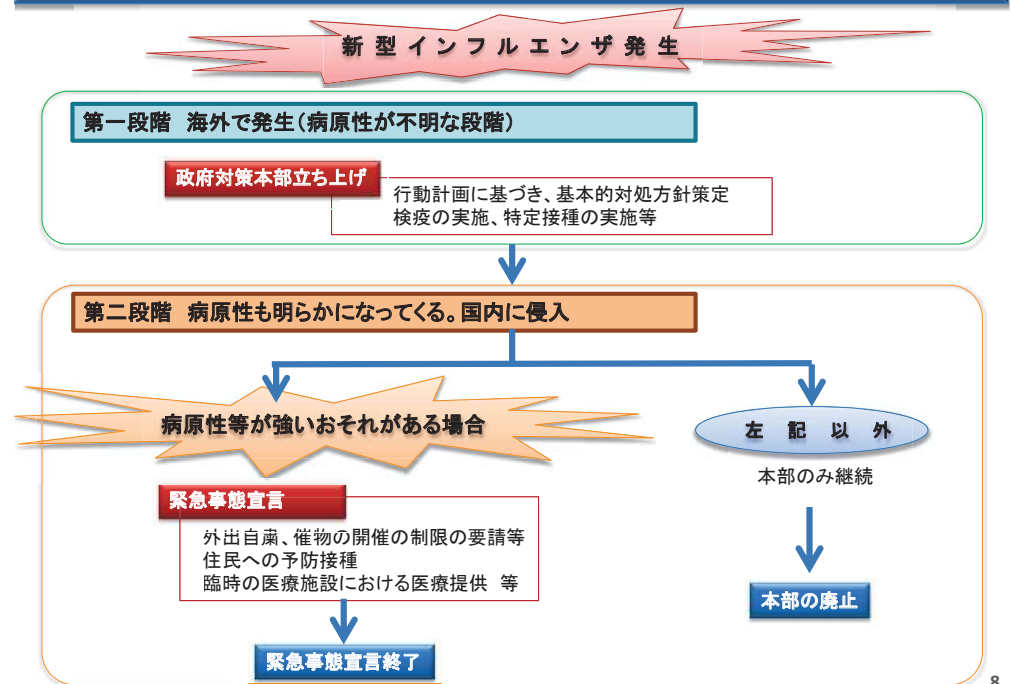 新型インフルエンザ発生
第一段階 海外で発生(病原性が不明な段階)
政府対策本部立ち上げ
行動計画に基づき、基本的対処方針策定
検疫の実施、特定接種の実施等
第二段階 病原性も明らかになってくる。国内に侵入
病原性等が強いおそれがある場合
左記以外
本部のみ継続
緊急事態宣言
外出自粛、催物の開催の制限の要請等
住民への予防接種
臨時の医療施設における医療提供 等
本部の廃止
緊急事態宣言終了
8